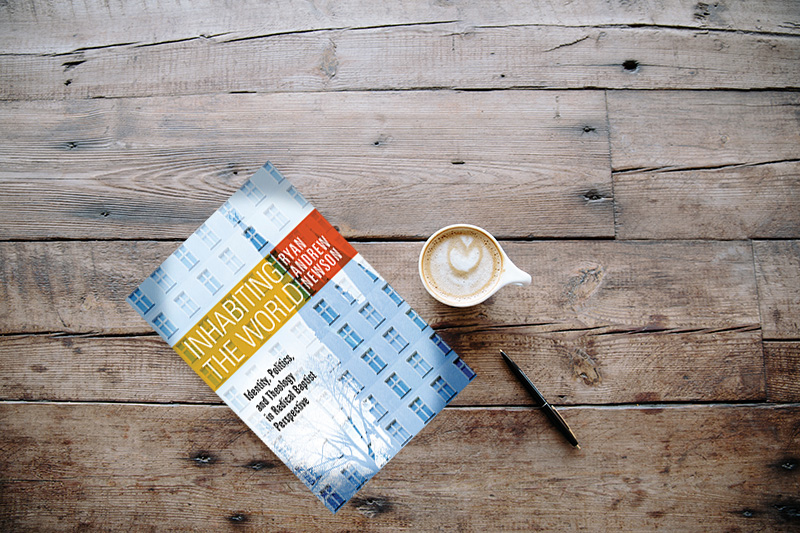 RYAN
ANDREW
NEWSON
INHABITING
THE WORLD
Identity, Politics,
and Theology
in Radical Baptist
Perspective